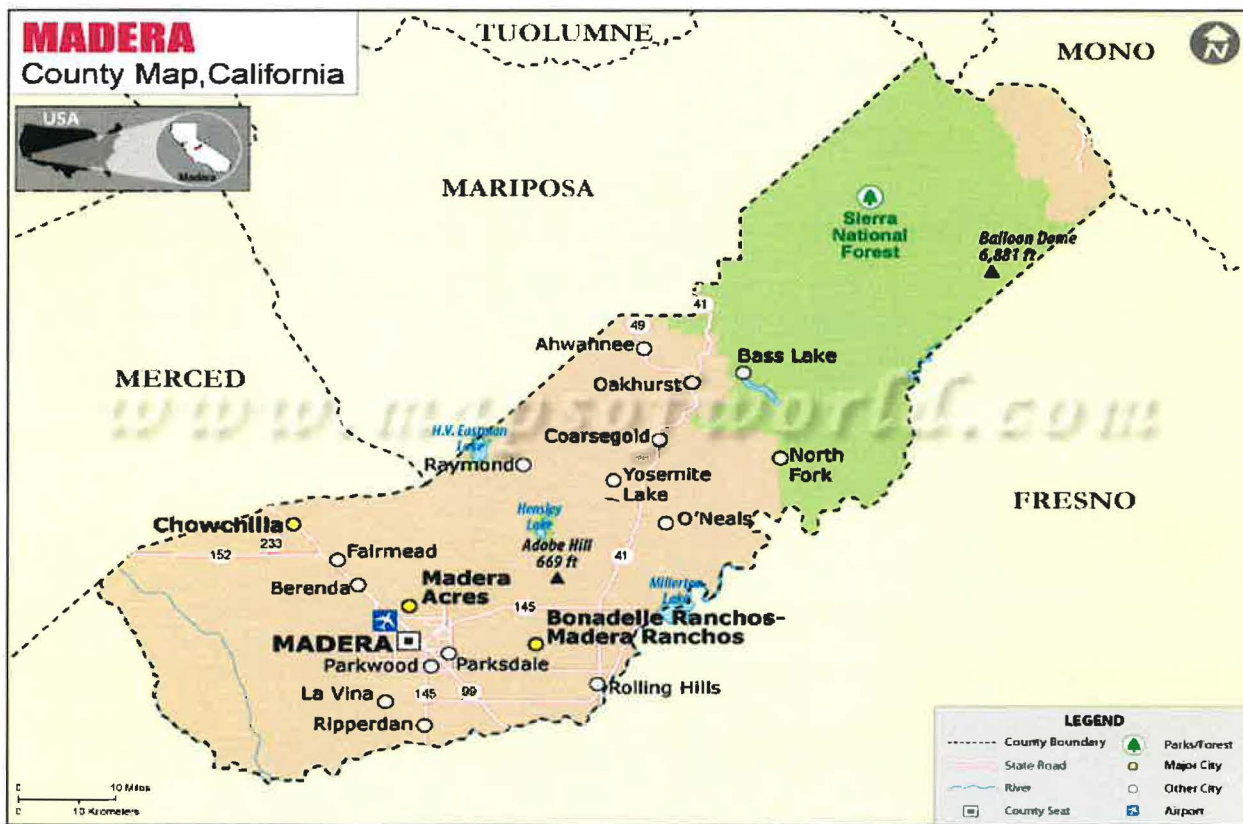 MADERA
County Map, California
USA
Madera
TUOLUMNE
MONO
N
MARIPOSA
Sierra
National
Forest
Balloon Dome
6,881 ft
MERCED
FRESNO
49
41
Ahwahnee
Oakhurst
Bass Lake
www.mapsofworld.com
H.V. Eastman
Lake
Coarsegold
Raymond
Yosemite
Lake
North
Fork
Hensley
Lake
O'Neals
Chowchilla
233
152
Fairmead
Adobe Hill
669 ft
41
Berenda
Madera
Acres
145
Millerton
Lake
Bonadelle Ranchos-
Madera Ranchos
MADERA
Parkwood
Parksdale
La Vina
145
99
Rolling Hills
Ripperdan
0 10 Miles
0 10 Kilometers
LEGEND
County Boundary
Parks/Forest
State Road
Major City
River
Other City
County Seat
Airport